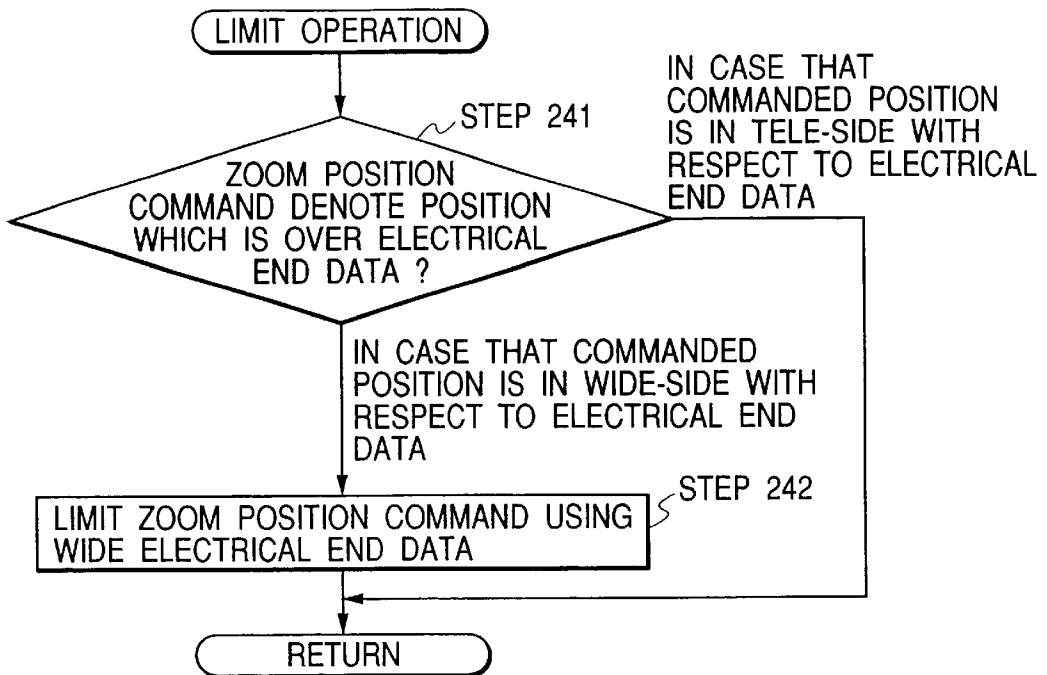 LIMIT OPERATION
STEP 241
IN CASE THAT
COMMANDED POSITION
IS IN TELE-SIDE WITH
RESPECT TO ELECTRICAL
END DATA
ZOOM POSITION
COMMAND DENOTE POSITION
WHICH IS OVER ELECTRICAL
END DATA ?
IN CASE THAT COMMANDED
POSITION IS IN WIDE-SIDE WITH
RESPECT TO ELECTRICAL END
DATA
STEP 242
LIMIT ZOOM POSITION COMMAND USING
WIDE ELECTRICAL END DATA
RETURN